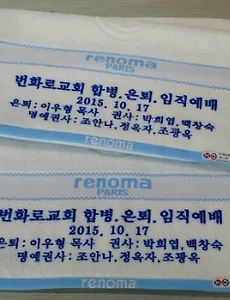 renoma
PARIS
번화로교회 합병.은퇴.임직예배
2015. 10. 17
은퇴:이우형 목사 권사:박희엽,백창숙
명예권사:조안나,정옥자,조광옥
renoma
renoma
PARIS
번화로교회 합병.은퇴.임직예배
2015. 10. 17
은퇴:이우형 목사 권사:박희엽,백창숙
명예권사:조안나,정옥자,조광옥
renoma